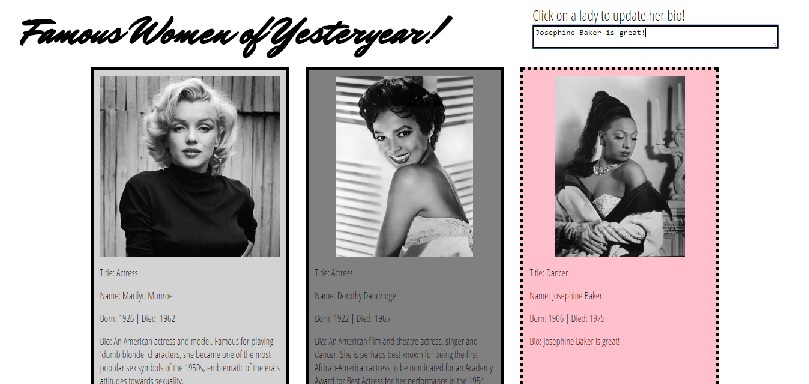 Famous Women of Yesteryear!
Click on a lady to update her bio!
Josephine Baker is great!
Title: Actress
Name: Marilyn Monroe
Born: 1926 | Died: 1962
Bio: An American actress and model. Famous for playing
"dumb blonde" characters, she became one of the most
popular sex symbols of the 1950s, emblematic of the era's
attitudes towards sexuality.
Title: Actress
Name: Dorothy Dandridge
Born: 1922 | Died: 1965
Bio: An American film and theatre actress, singer and
dancer. She is perhaps best known for being the first
African-American actress to be nominated for an Academy
Award for Best Actress for her performance in the 1954
Title: Dancer
Name: Josephine Baker
Born: 1906 | Died: 1975
Bio: Josephine Baker is great!